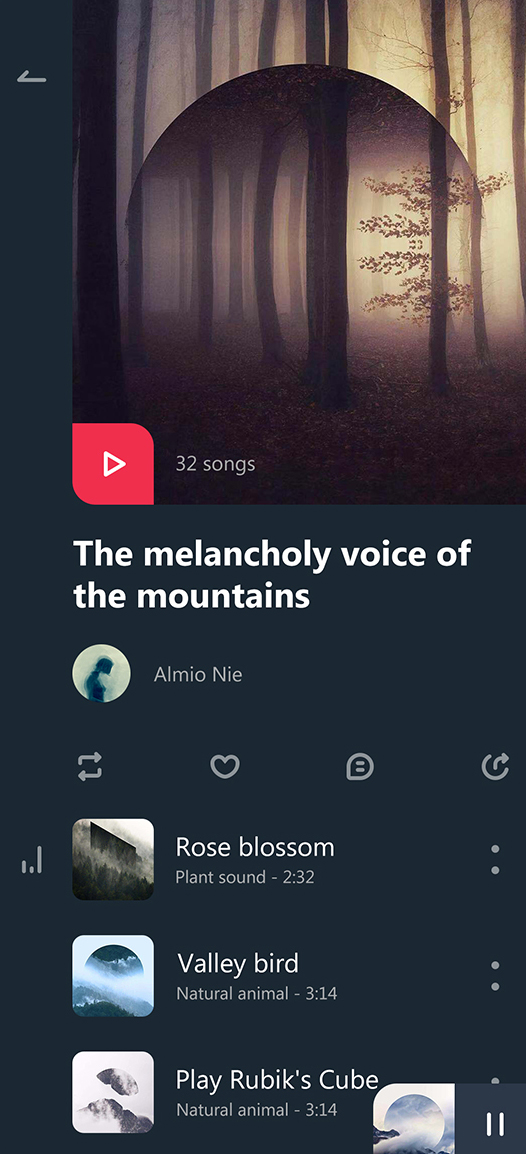 32 songs
The melancholy voice of
the mountains
Almio Nie
Rose blossom
Plant sound - 2:32
Valley bird
Natural animal - 3:14
Play Rubik's Cube
Natural animal - 3:14